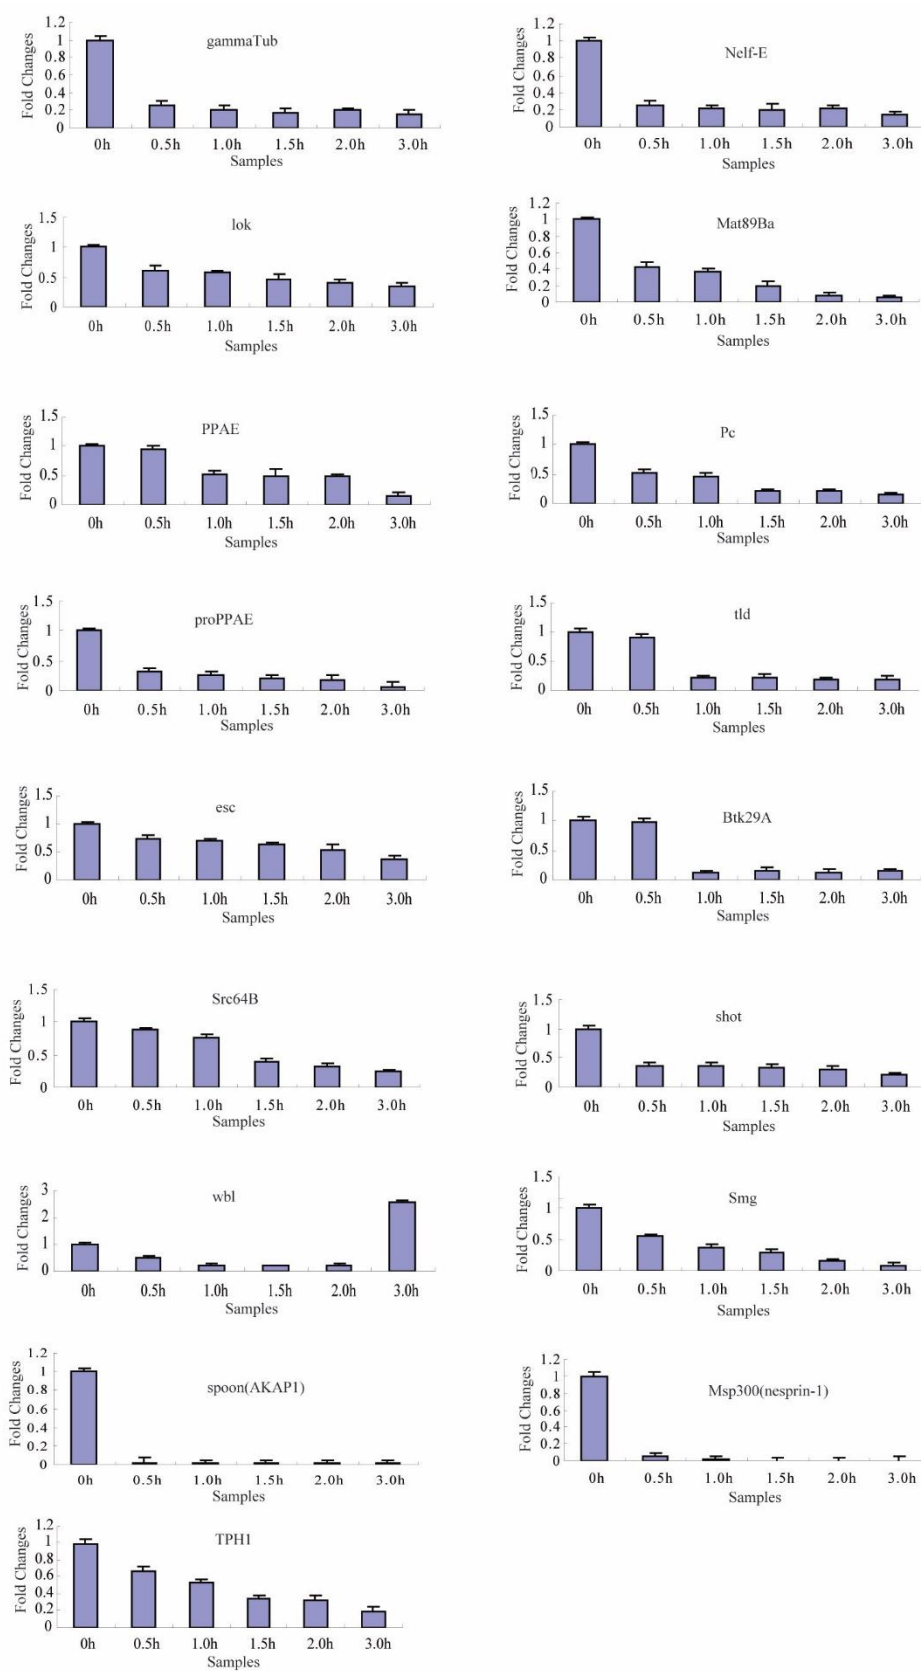 gammaTub
Fold Changes
1.2
1
0.8
0.6
0.4
0.2
0
0h 0.5h 1.0h 1.5h 2.0h 3.0h
Samples
Nelf-E
Fold Changes
1.2
1
0.8
0.6
0.4
0.2
0
0h 0.5h 1.0h 1.5h 2.0h 3.0h
Samples
lok
Fold Changes
1.5
1
0.5
0
0h 0.5h 1.0h 1.5h 2.0h 3.0h
Samples
Mat89Ba
Fold Changes
1.2
1
0.8
0.6
0.4
0.2
0
0h 0.5h 1.0h 1.5h 2.0h 3.0h
Samples
PPAE
Fold Changes
1.5
1
0.5
0
0h 0.5h 1.0h 1.5h 2.0h 3.0h
Samples
Pc
Fold Changes
1.5
1
0.5
0
0h 0.5h 1.0h 1.5h 2.0h 3.0h
Samples
proPPAE
Fold Changes
1.5
1
0.5
0
0h 0.5h 1.0h 1.5h 2.0h 3.0h
Samples
tld
Fold Changes
1.5
1
0.5
0
0h 0.5h 1.0h 1.5h 2.0h 3.0h
Samples
esc
Fold Changes
1.5
1
0.5
0
0h 0.5h 1.0h 1.5h 2.0h 3.0h
Samples
Btk29A
Fold Changes
1.5
1
0.5
0
0h 0.5h 1.0h 1.5h 2.0h 3.0h
Samples
Src64B
Fold Changes
1.5
1
0.5
0
0h 0.5h 1.0h 1.5h 2.0h 3.0h
Samples
shot
Fold Changes
1.5
1
0.5
0
0h 0.5h 1.0h 1.5h 2.0h 3.0h
Samples
wbl
Fold Changes
3
2
1
0
0h 0.5h 1.0h 1.5h 2.0h 3.0h
Samples
Smg
Fold Changes
1.5
1
0.5
0
0h 0.5h 1.0h 1.5h 2.0h 3.0h
Samples
spoon(AKAP1)
Fold Changes
1.2
1
0.8
0.6
0.4
0.2
0
0h 0.5h 1.0h 1.5h 2.0h 3.0h
Samples
Msp300(nesprin-1)
Fold Changes
1.2
1
0.8
0.6
0.4
0.2
0
0h 0.5h 1.0h 1.5h 2.0h 3.0h
Samples
TPH1
Fold Changes
1.2
1
0.8
0.6
0.4
0.2
0
0h 0.5h 1.0h 1.5h 2.0h 3.0h
Samples